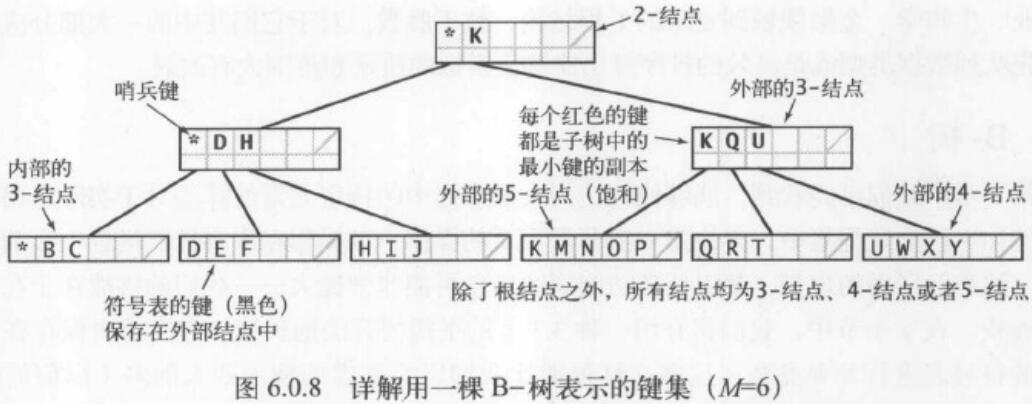 2-结点
* K
哨兵键
外部的3-结点
每个红色的键
都是子树中的
最小键的副本
* D H
K Q U
内部的
3-结点
外部的5-结点（饱和）
外部的4-结点
* B C
D E F
H I J
K M N O P
Q R T
U W X Y
符号表的键（黑色）
保存在外部结点中
除了根结点之外，所有结点均为3-结点、4-结点或者5-结点
图 6.0.8 详解用一棵 B-树表示的键集（M=6）